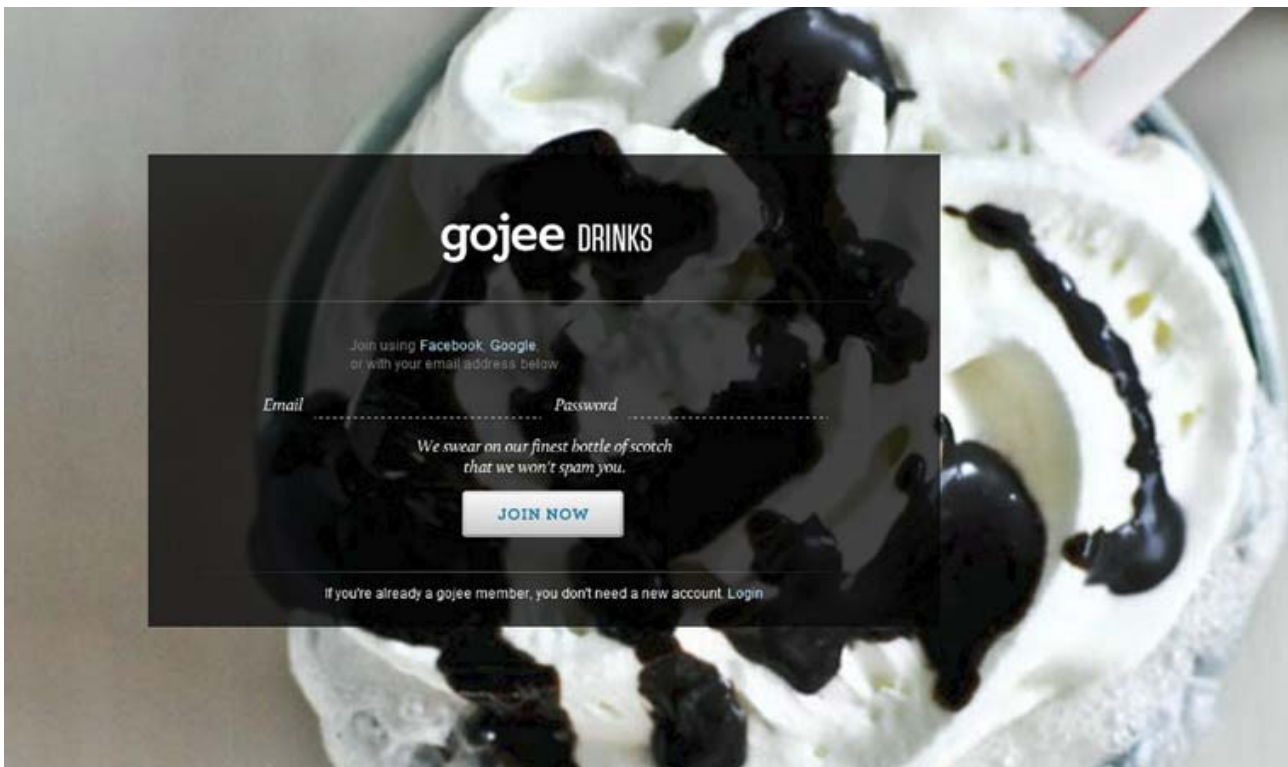 gojee DRINKS
Join using Facebook, Google,
or with your email address below
Email Password
We swear on our finest bottle of scotch
that we won't spam you.
JOIN NOW
If you're already a gojee member, you don't need a new account. Login